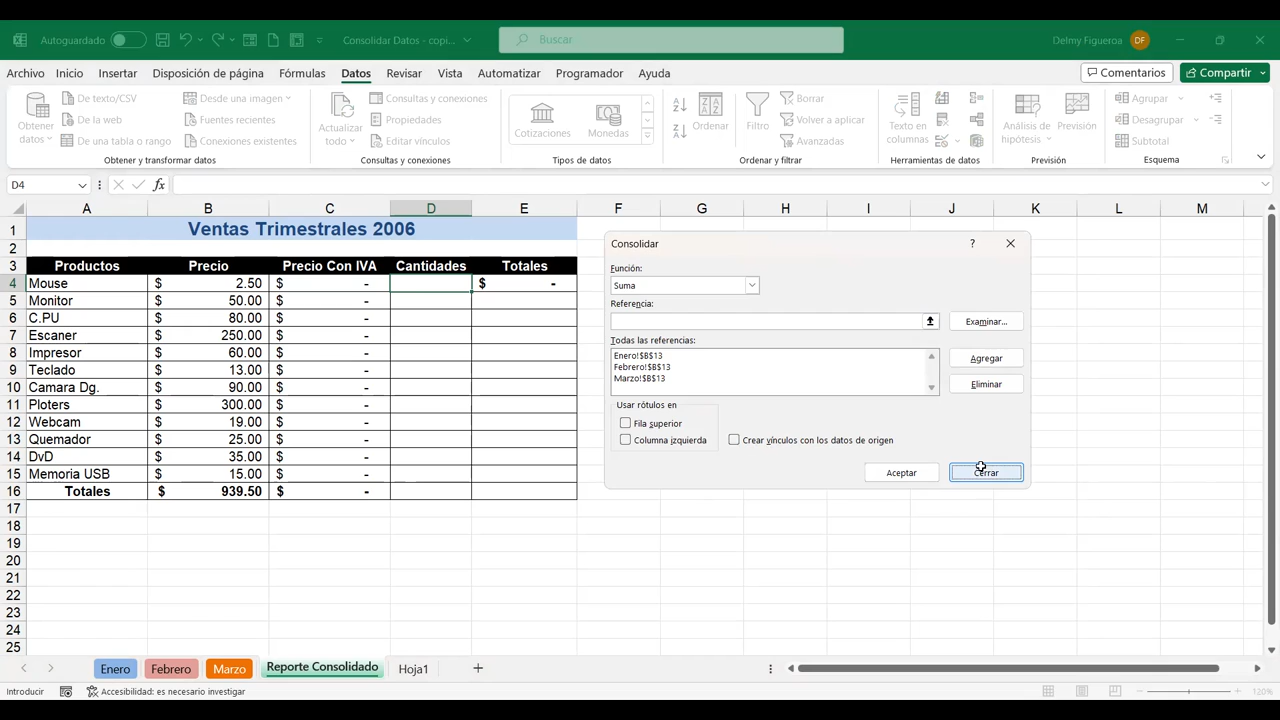 Autoguardado
Consolidar Datos - copi...
Buscar
Delmy Figueroa DF
Archivo Inicio Insertar Disposición de página Fórmulas Datos Revisar Vista Automatizar Programador Ayuda
Comentarios Compartir
Obtener datos
De texto/CSV
De la web
De una tabla o rango
Desde una imagen
Fuentes recientes
Conexiones existentes
Obtener y transformar datos
Actualizar todo
Consultas y conexiones
Propiedades
Editar vínculos
Consultas y conexiones
Cotizaciones Monedas
Tipos de datos
Ordenar Filtro
Borrar
Volver a aplicar
Avanzadas
Ordenar y filtrar
Texto en columnas
Herramientas de datos
Análisis de hipótesis
Previsión
Previsión
Agrupar
Desagrupar
Subtotal
Esquema
D4 fx
A B C D E F G H I J K L M
1 Ventas Trimestrales 2006
2
3 Productos Precio Precio Con IVA Cantidades Totales
4 Mouse $ 2.50 $ - $ -
5 Monitor $ 50.00 $ -
6 C.PU $ 80.00 $ -
7 Escaner $ 250.00 $ -
8 Impresor $ 60.00 $ -
9 Teclado $ 13.00 $ -
10 Camara Dg. $ 90.00 $ -
11 Ploters $ 300.00 $ -
12 Webcam $ 19.00 $ -
13 Quemador $ 25.00 $ -
14 DvD $ 35.00 $ -
15 Memoria USB $ 15.00 $ -
16 Totales $ 939.50 $ -
17
18
19
20
21
22
23
24
25
Consolidar ?
Función:
Suma
Referencia:
Examinar...
Todas las referencias:
Enero!$B$13
Febrero!$B$13
Marzo!$B$13
Agregar
Eliminar
Usar rótulos en
Fila superior
Columna izquierda
Crear vínculos con los datos de origen
Aceptar Cerrar
Enero Febrero Marzo Reporte Consolidado Hoja1
Introducir
Accesibilidad: es necesario investigar
120%